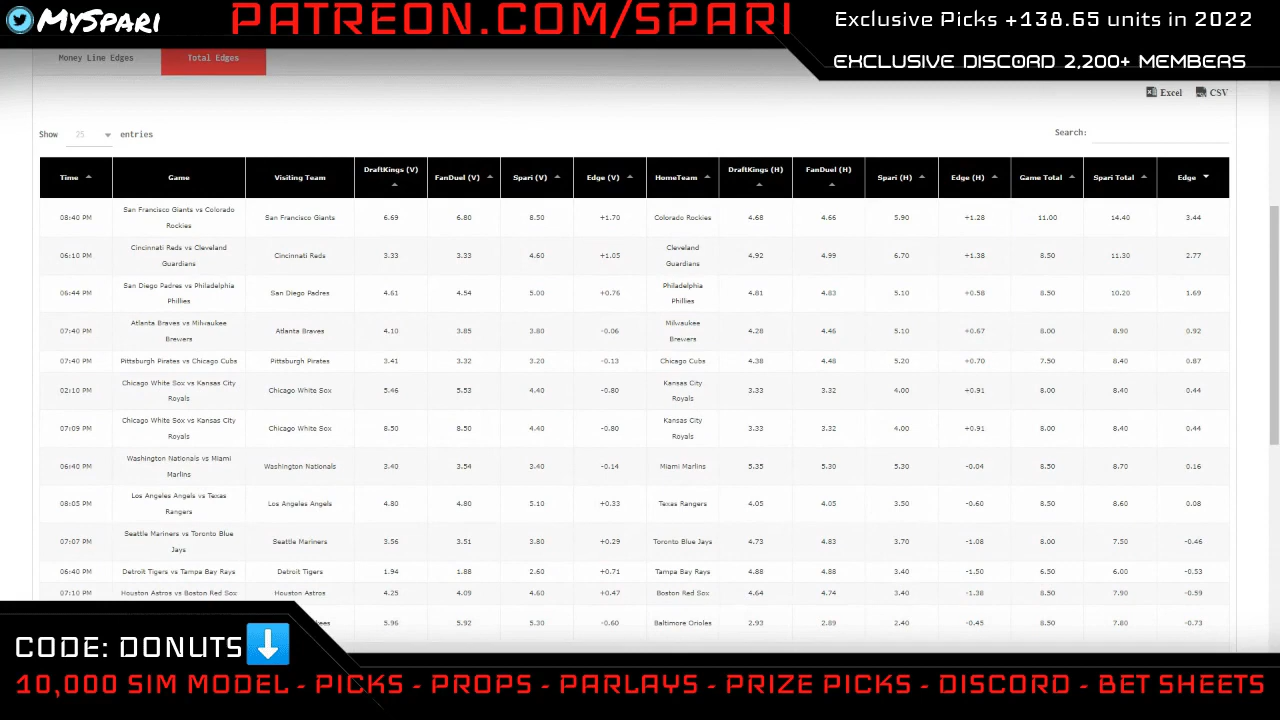 MySpari
PATREON.COM/SPARI
Exclusive Picks +138.65 units in 2022
EXCLUSIVE DISCORD 2,200+ MEMBERS
Money Line Edges Total Edges
Excel CSV
Show 25 entries Search:
Time Game Visiting Team DraftKings (V) FanDuel (V) Spari (V) Edge (V) HomeTeam DraftKings (H) FanDuel (H) Spari (H) Edge (H) Game Total Spari Total Edge
08:40 PM San Francisco Giants vs Colorado Rockies San Francisco Giants 6.69 6.80 8.50 +1.70 Colorado Rockies 4.68 4.66 5.90 +1.28 11.00 14.40 3.44
06:10 PM Cincinnati Reds vs Cleveland Guardians Cincinnati Reds 3.33 3.33 4.60 +1.05 Cleveland Guardians 4.92 4.99 6.70 +1.38 8.50 11.30 2.77
06:44 PM San Diego Padres vs Philadelphia Phillies San Diego Padres 4.61 4.54 5.00 +0.76 Philadelphia Phillies 4.81 4.83 5.10 +0.58 8.50 10.20 1.69
07:40 PM Atlanta Braves vs Milwaukee Brewers Atlanta Braves 4.10 3.85 3.80 -0.06 Milwaukee Brewers 4.28 4.46 5.10 +0.67 8.00 8.90 0.92
07:40 PM Pittsburgh Pirates vs Chicago Cubs Pittsburgh Pirates 3.41 3.32 3.20 -0.13 Chicago Cubs 4.38 4.48 5.20 +0.70 7.50 8.40 0.87
02:10 PM Chicago White Sox vs Kansas City Royals Chicago White Sox 5.46 5.53 4.40 -0.80 Kansas City Royals 3.33 3.32 4.00 +0.91 8.00 8.40 0.44
07:09 PM Chicago White Sox vs Kansas City Royals Chicago White Sox 8.50 8.50 4.40 -0.80 Kansas City Royals 3.33 3.32 4.00 +0.91 8.00 8.40 0.44
06:40 PM Washington Nationals vs Miami Marlins Washington Nationals 3.40 3.54 3.40 -0.14 Miami Marlins 5.35 5.30 5.30 -0.04 8.50 8.70 0.16
08:05 PM Los Angeles Angels vs Texas Rangers Los Angeles Angels 4.80 4.80 5.10 +0.33 Texas Rangers 4.05 4.05 3.50 -0.60 8.50 8.60 0.08
07:07 PM Seattle Mariners vs Toronto Blue Jays Seattle Mariners 3.56 3.51 3.80 +0.29 Toronto Blue Jays 4.73 4.83 3.70 -1.08 8.00 7.50 -0.46
06:40 PM Detroit Tigers vs Tampa Bay Rays Detroit Tigers 1.94 1.88 2.60 +0.71 Tampa Bay Rays 4.88 4.88 3.40 -1.50 6.50 6.00 -0.53
07:10 PM Houston Astros vs Boston Red Sox Houston Astros 4.25 4.09 4.60 +0.47 Boston Red Sox 4.64 4.74 3.40 -1.38 8.50 7.90 -0.59
kees 5.96 5.92 5.30 -0.60 Baltimore Orioles 2.93 2.89 2.40 -0.45 8.50 7.80 -0.73
CODE: DONUTS
10,000 SIM MODEL - PICKS - PROPS - PARLAYS - PRIZE PICKS - DISCORD - BET SHEETS